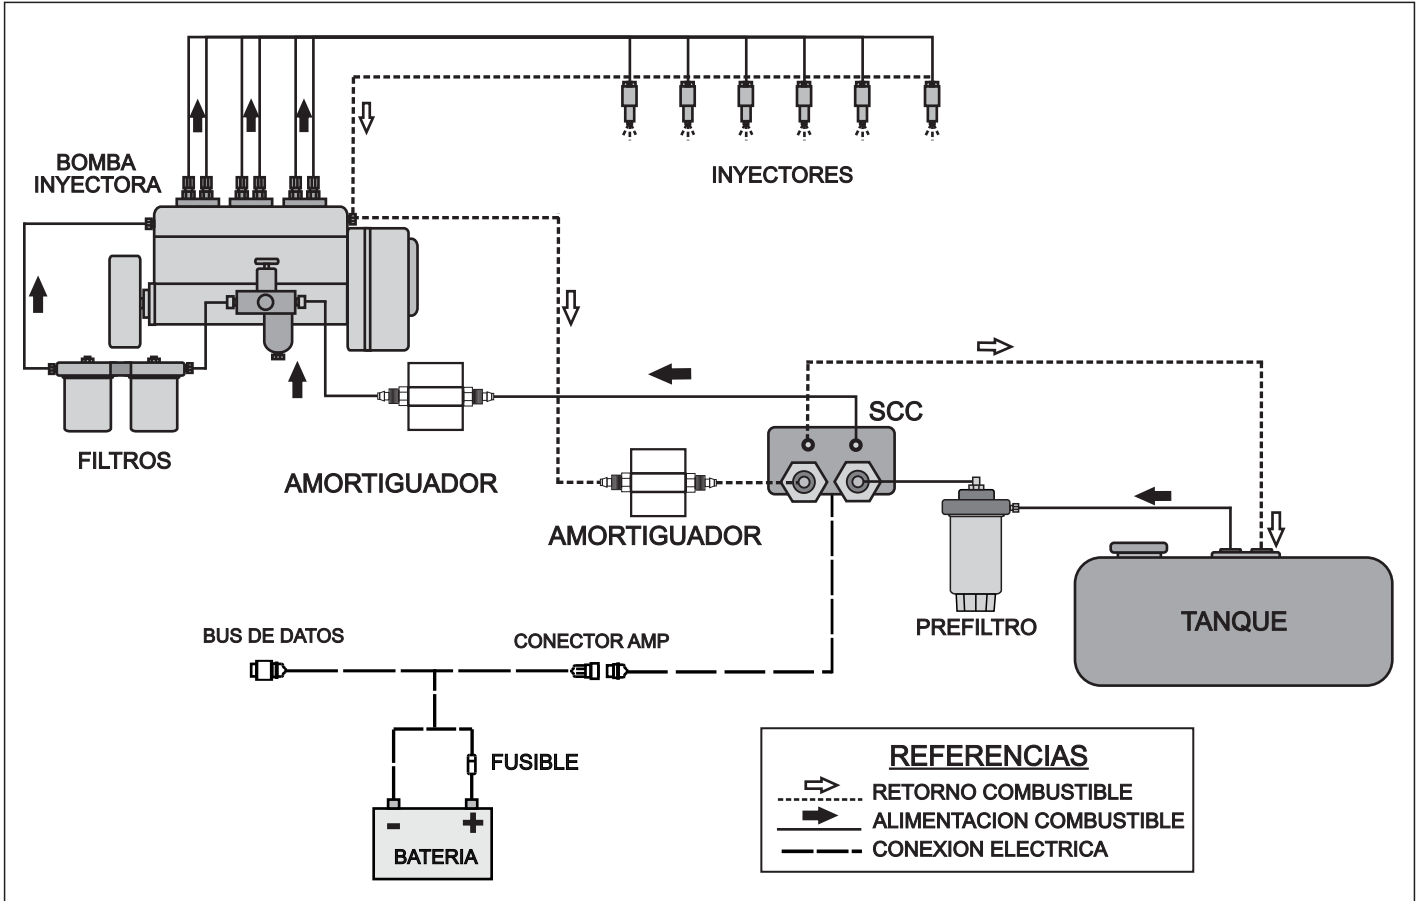 BOMBA
INYECTORA
INYECTORES
FILTROS
AMORTIGUADOR
SCC
AMORTIGUADOR
PREFILTRO
TANQUE
BUS DE DATOS
CONECTOR AMP
FUSIBLE
- +
BATERIA
REFERENCIAS
RETORNO COMBUSTIBLE
ALIMENTACION COMBUSTIBLE
CONEXION ELECTRICA